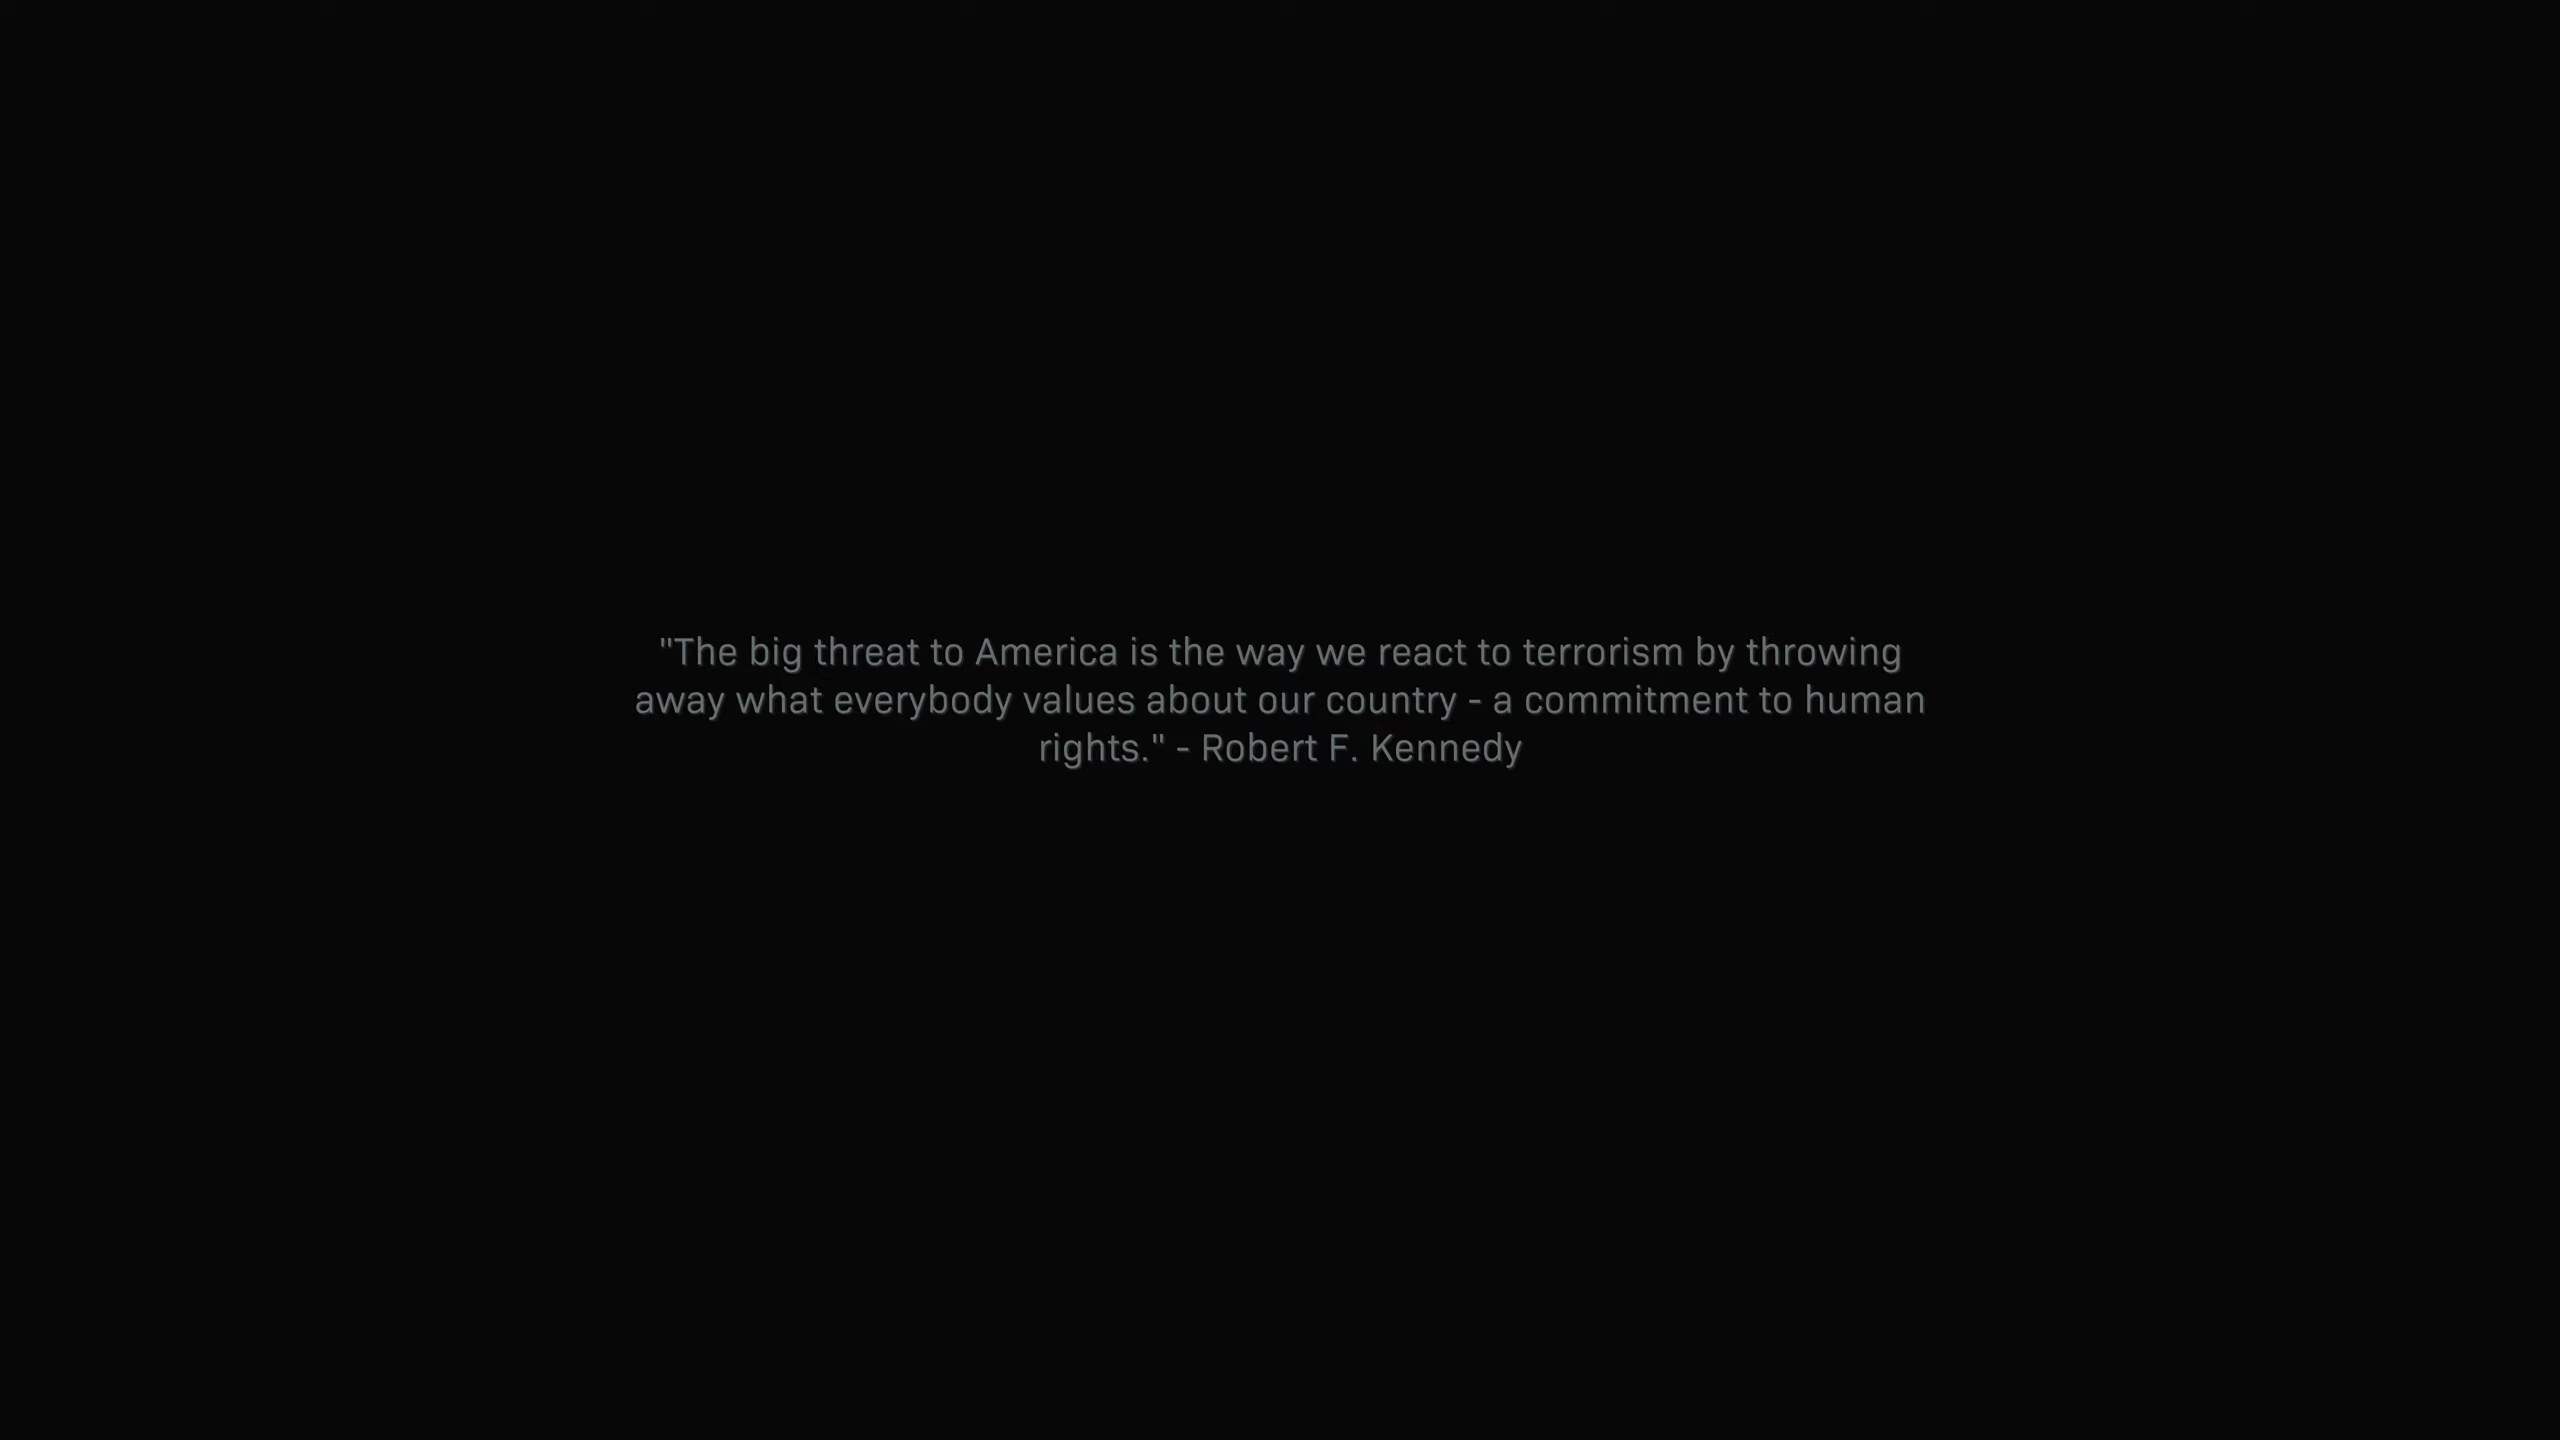 "The big threat to America is the way we react to terrorism by throwing
away what everybody values about our country - a commitment to human
rights." - Robert F. Kennedy